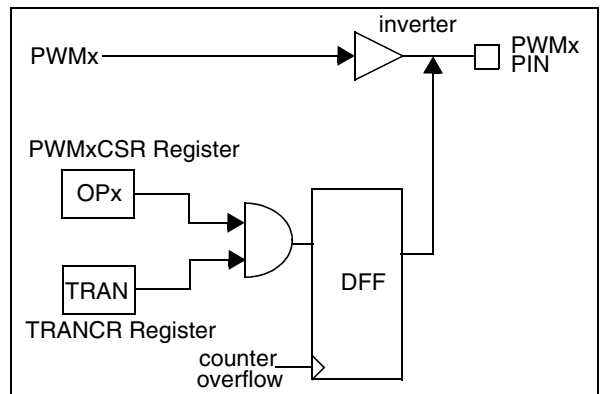 inverter
PWMx
PWMx
PIN
PWMxCSR Register
OPx
TRAN
DFF
TRANCR Register
counter
overflow